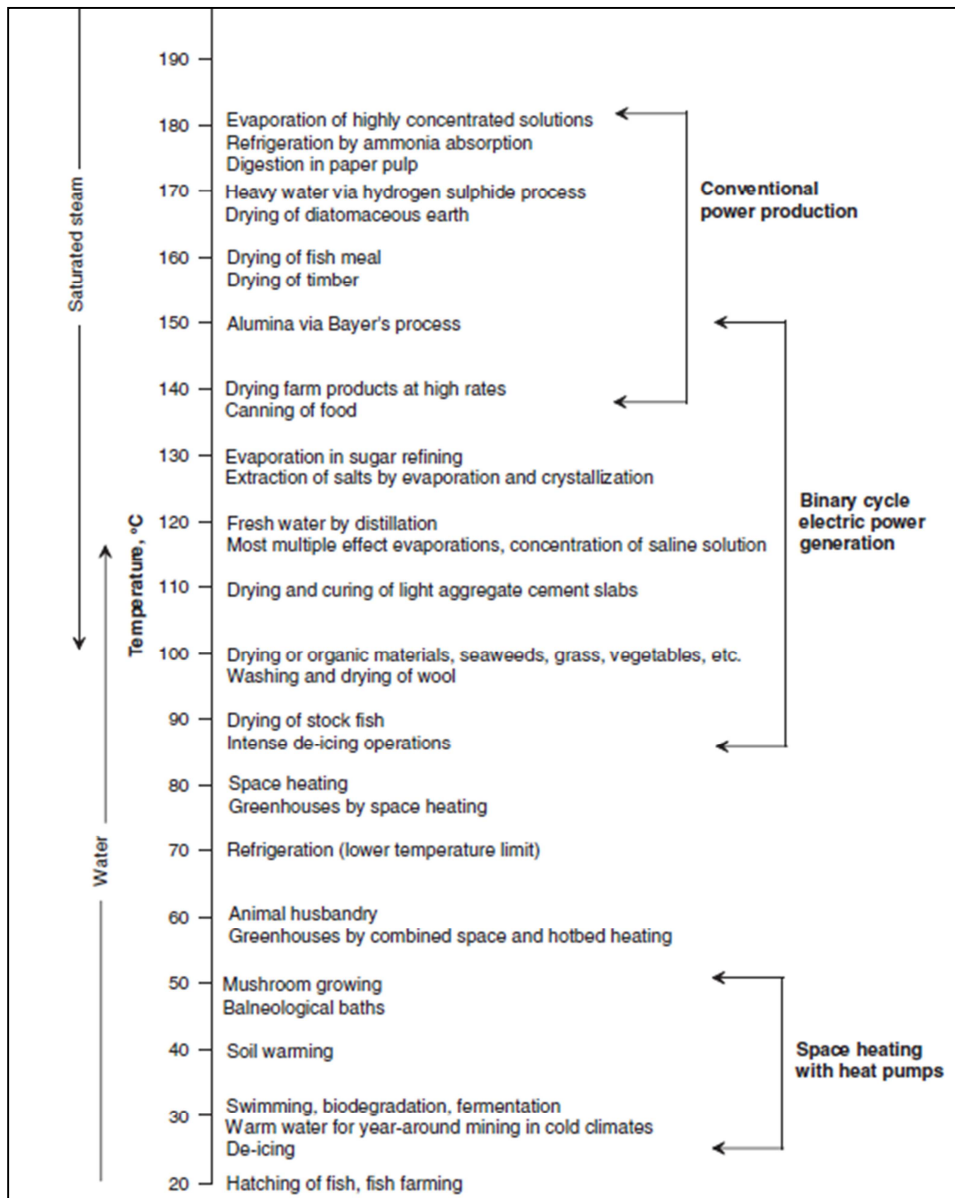 190
180
Evaporation of highly concentrated solutions
Refrigeration by ammonia absorption
Digestion in paper pulp
170
Heavy water via hydrogen sulphide process
Drying of diatomaceous earth
Conventional
power production
160
Drying of fish meal
Drying of timber
Saturated steam
150
Alumina via Bayer's process
140
Drying farm products at high rates
Canning of food
130
Evaporation in sugar refining
Extraction of salts by evaporation and crystallization
Binary cycle
electric power
generation
120
Fresh water by distillation
Most multiple effect evaporations, concentration of saline solution
Temperature, °C
110
Drying and curing of light aggregate cement slabs
100
Drying or organic materials, seaweeds, grass, vegetables, etc.
Washing and drying of wool
90
Drying of stock fish
Intense de-icing operations
80
Space heating
Greenhouses by space heating
Water
70
Refrigeration (lower temperature limit)
60
Animal husbandry
Greenhouses by combined space and hotbed heating
50
Mushroom growing
Balneological baths
40
Soil warming
Space heating
with heat pumps
30
Swimming, biodegradation, fermentation
Warm water for year-around mining in cold climates
De-icing
20
Hatching of fish, fish farming